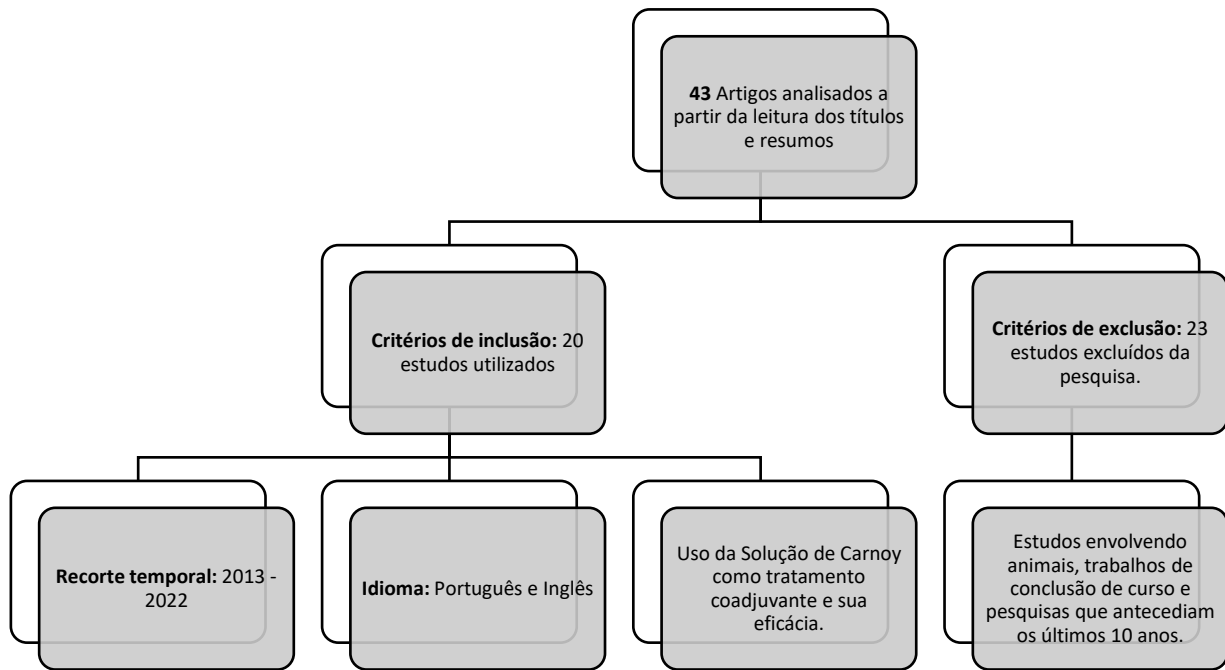 43 Artigos analisados a
partir da leitura dos títulos
e resumos
Critérios de inclusão: 20
estudos utilizados
Critérios de exclusão: 23
estudos excluídos da
pesquisa.
Recorte temporal: 2013 -
2022
Idioma: Português e Inglês
Uso da Solução de Carnoy
como tratamento
coadjuvante e sua
eficácia.
Estudos envolvendo
animais, trabalhos de
conclusão de curso e
pesquisas que antecediam
os últimos 10 anos.